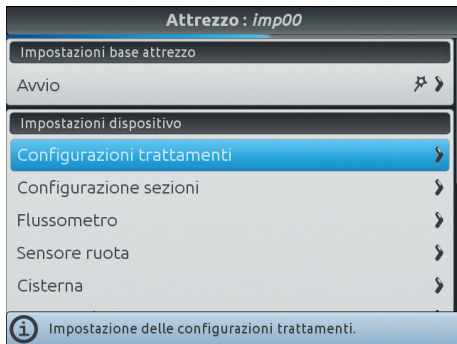 Attrezzo : imp00
Impostazioni base attrezzo
Avvio
Impostazioni dispositivo
Configurazioni trattamenti
Configurazione sezioni
Flussometro
Sensore ruota
Cisterna
Impostazione delle configurazioni trattamenti.